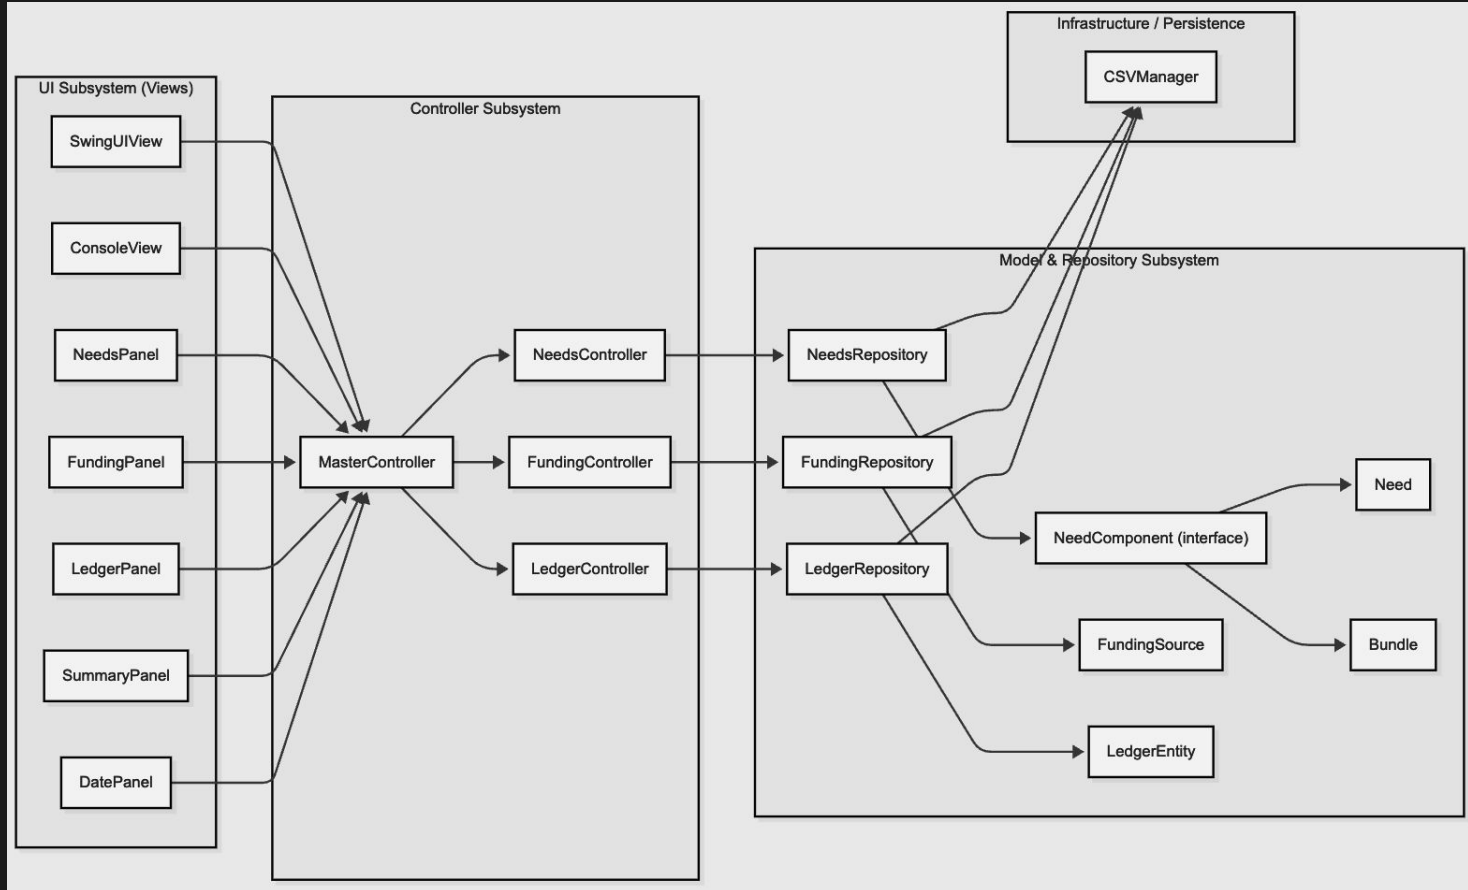 Infrastructure / Persistence
CSVManager
UI Subsystem (Views)
SwingUIView
ConsoleView
NeedsPanel
FundingPanel
LedgerPanel
SummaryPanel
DatePanel
Controller Subsystem
MasterController
NeedsController
FundingController
LedgerController
Model & Repository Subsystem
NeedsRepository
FundingRepository
LedgerRepository
NeedComponent (interface)
FundingSource
LedgerEntity
Need
Bundle